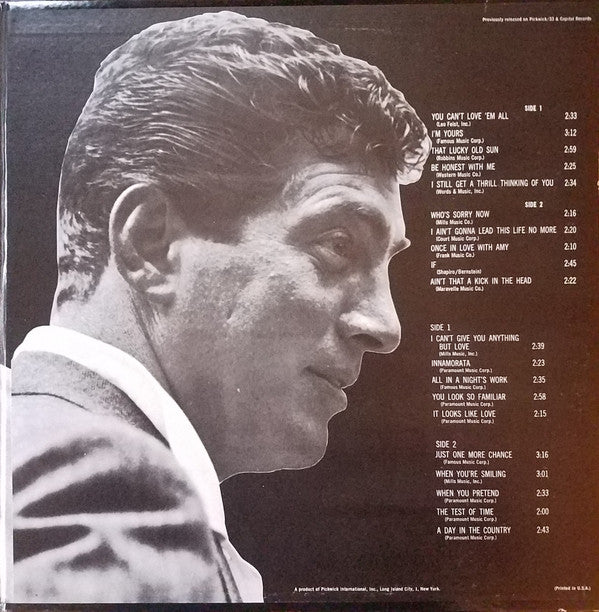 Previously released on Pickwick/33 & Capitol Records
SIDE 1
YOU CAN'T LOVE 'EM ALL 2:33
(Leo Feist, Inc.)
I'M YOURS 3:12
(Famous Music Corp.)
THAT LUCKY OLD SUN 2:59
(Robbins Music Corp.)
BE HONEST WITH ME 2:25
(Western Music Co.)
I STILL GET A THRILL THINKING OF YOU 2:34
(Words & Music, Inc.)
SIDE 2
WHO'S SORRY NOW 2:16
(Mills Music Co.)
I AIN'T GONNA LEAD THIS LIFE NO MORE 2:20
(Court Music Corp.)
ONCE IN LOVE WITH AMY 2:10
(Frank Music Co.)
IF 2:45
(Shapiro/Bernstein)
AIN'T THAT A KICK IN THE HEAD 2:22
(Maravelle Music Co.)
SIDE 1
I CAN'T GIVE YOU ANYTHING
BUT LOVE 2:39
(Mills Music, Inc.)
INNAMORATA 2:23
(Paramount Music Corp.)
ALL IN A NIGHT'S WORK 2:35
(Famous Music Corp.)
YOU LOOK SO FAMILIAR 2:58
(Paramount Music Corp.)
IT LOOKS LIKE LOVE 2:15
(Paramount Music Corp.)
SIDE 2
JUST ONE MORE CHANCE 3:16
(Famous Music Corp.)
WHEN YOU'RE SMILING 3:01
(Mills Music, Inc.)
WHEN YOU PRETEND 2:33
(Paramount Music Corp.)
THE TEST OF TIME 2:00
(Paramount Music Corp.)
A DAY IN THE COUNTRY 2:43
(Paramount Music Corp.)
A product of Pickwick International, Inc., Long Island City, 1, New York.
(Printed in U.S.A.)